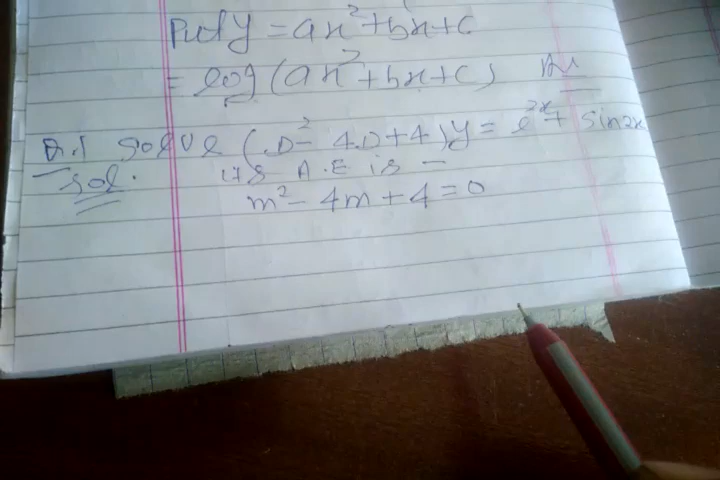 Put y = ax² + bx + c
= log (ax² + bx + c) An
Q.1 solve (D² - 4D + 4)y = e²ˣ + sin2x
sol. its A.E is -
m² - 4m + 4 = 0